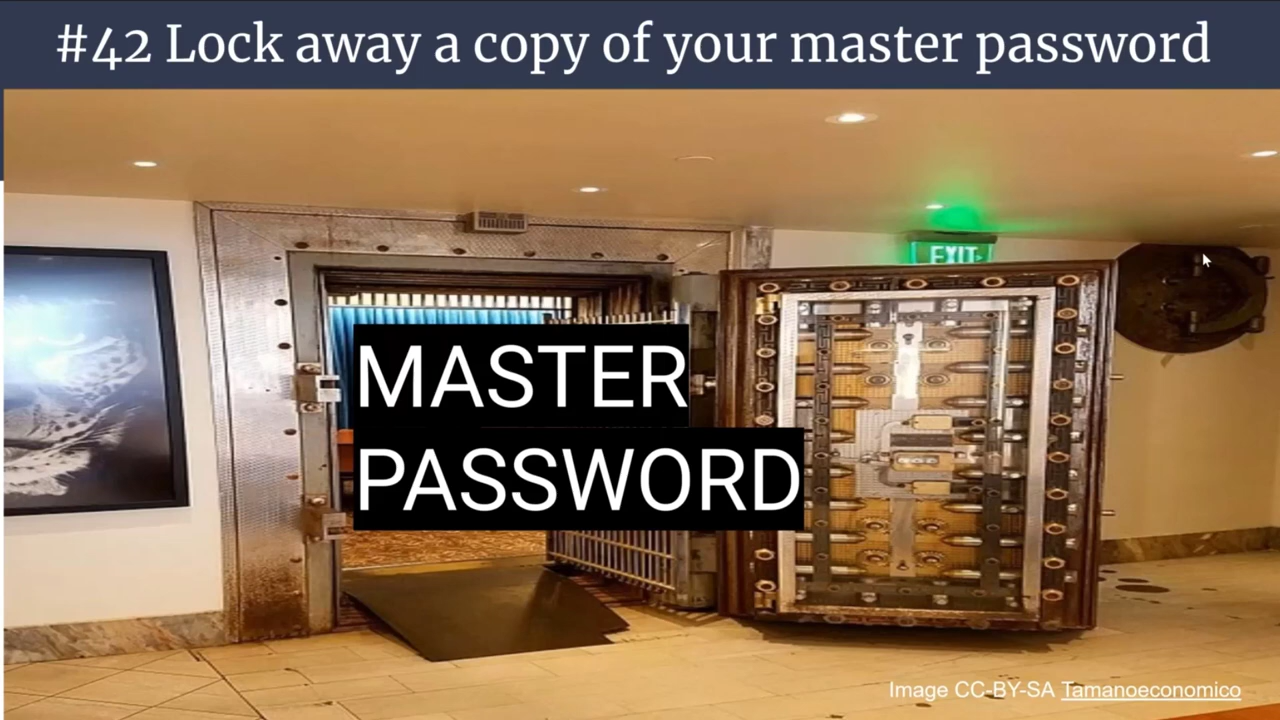 #42 Lock away a copy of your master password
EXIT
MASTER
PASSWORD
Image CC-BY-SA Tamanoeconomico